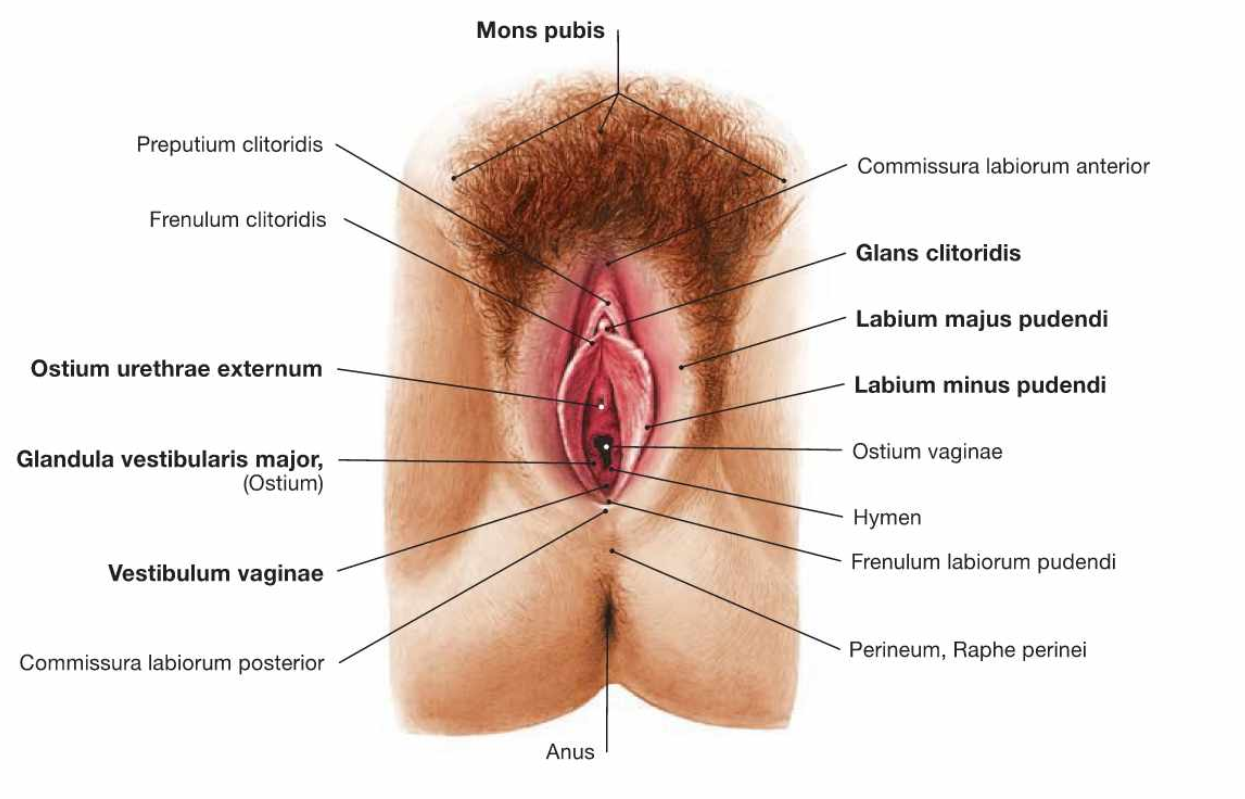 Mons pubis
Preputium clitoridis
Frenulum clitoridis
Ostium urethrae externum
Glandula vestibularis major,
(Ostium)
Vestibulum vaginae
Commissura labiorum posterior
Commissura labiorum anterior
Glans clitoridis
Labium majus pudendi
Labium minus pudendi
Ostium vaginae
Hymen
Frenulum labiorum pudendi
Perineum, Raphe perinei
Anus